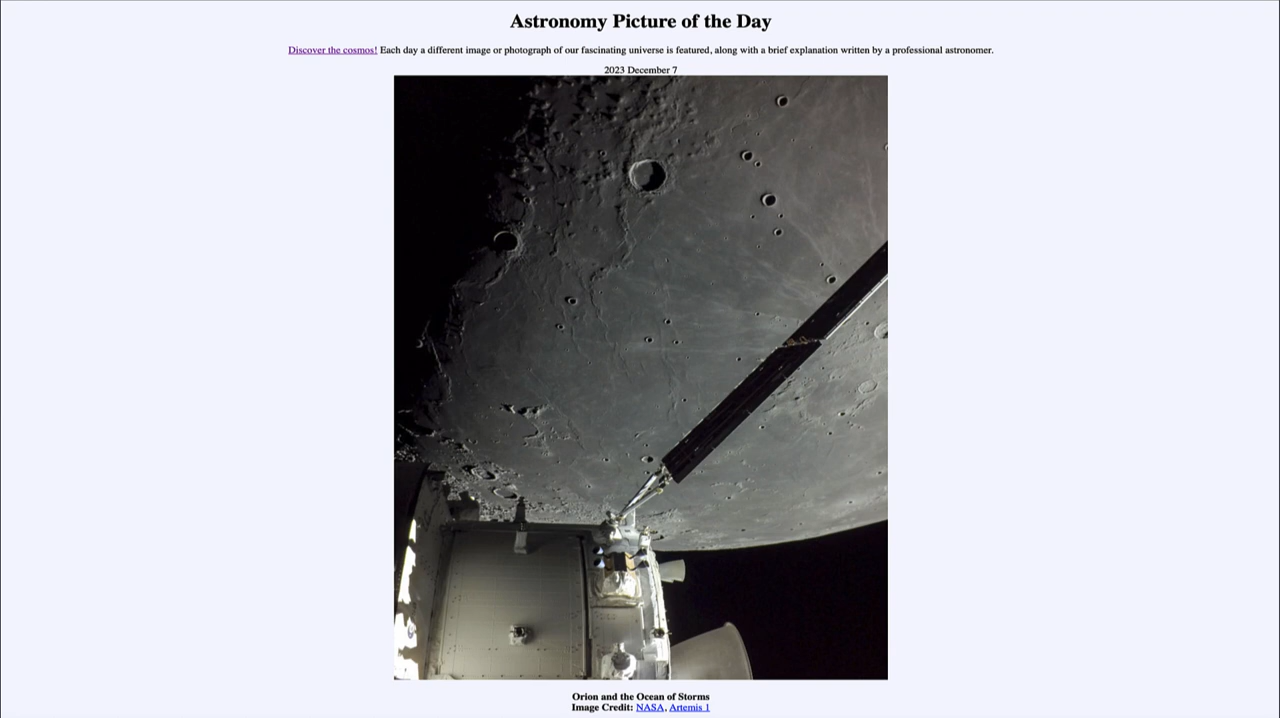 Astronomy Picture of the Day
Discover the cosmos! Each day a different image or photograph of our fascinating universe is featured, along with a brief explanation written by a professional astronomer.
2023 December 7
Orion and the Ocean of Storms
Image Credit: NASA, Artemis 1